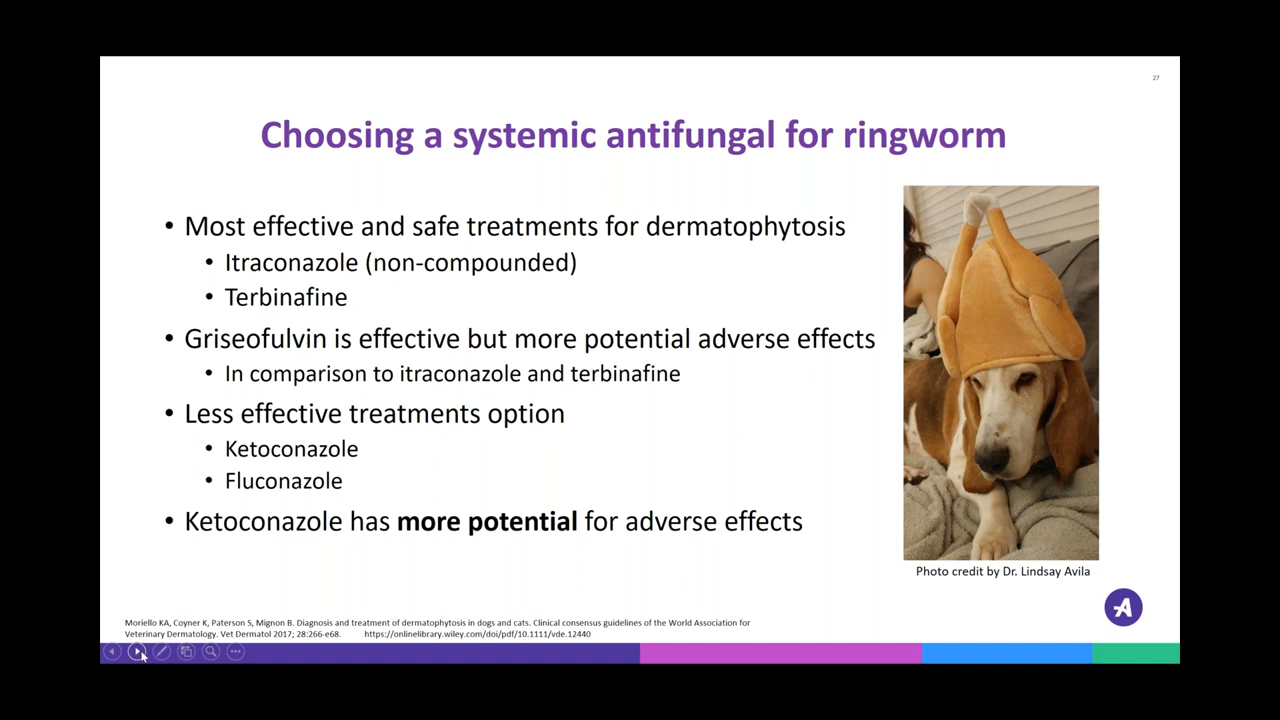 27
Choosing a systemic antifungal for ringworm
• Most effective and safe treatments for dermatophytosis
• Itraconazole (non-compounded)
• Terbinafine
• Griseofulvin is effective but more potential adverse effects
• In comparison to itraconazole and terbinafine
• Less effective treatments option
• Ketoconazole
• Fluconazole
• Ketoconazole has more potential for adverse effects
Photo credit by Dr. Lindsay Avila
A
Moriello KA, Coyner K, Paterson S, Mignon B. Diagnosis and treatment of dermatophytosis in dogs and cats. Clinical consensus guidelines of the World Association for
Veterinary Dermatology. Vet Dermatol 2017; 28:266-e68. https://onlinelibrary.wiley.com/doi/pdf/10.1111/vde.12440